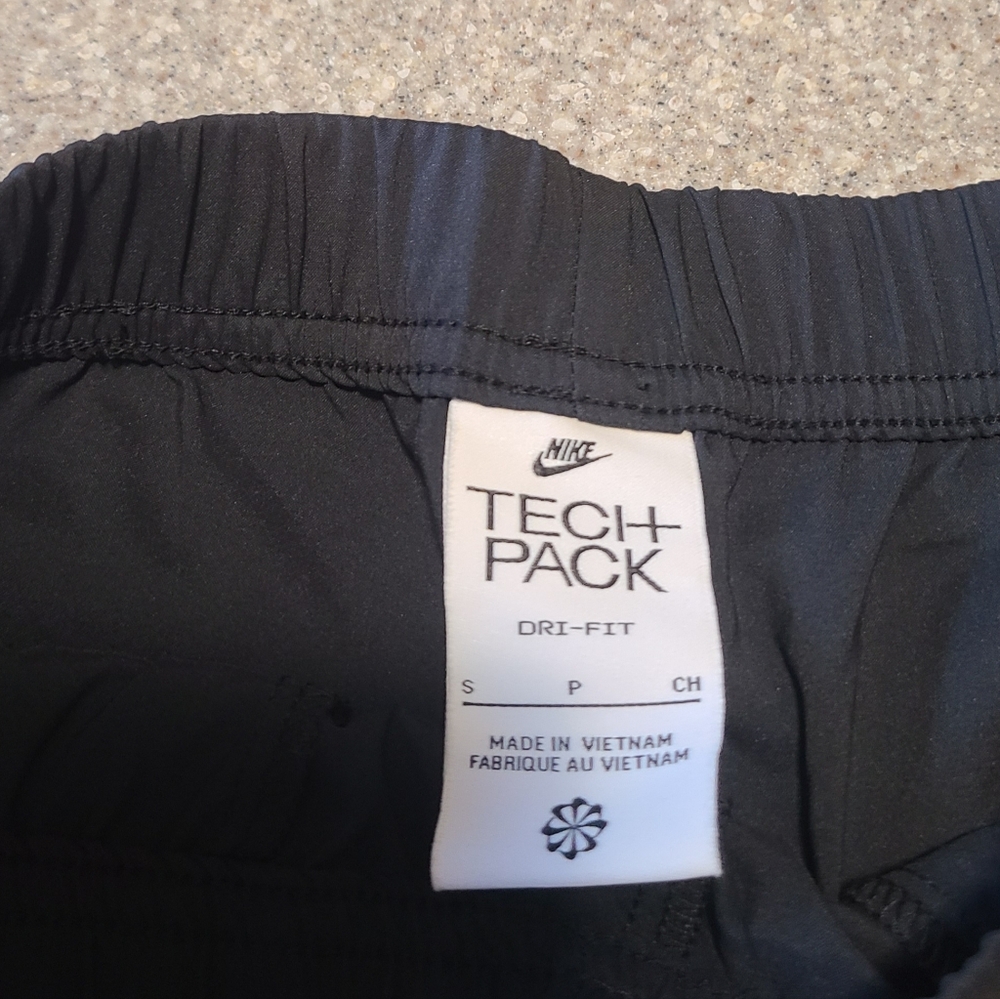 NIKE
TECH
PACK
DRI-FIT
S P CH
MADE IN VIETNAM
FABRIQUE AU VIETNAM